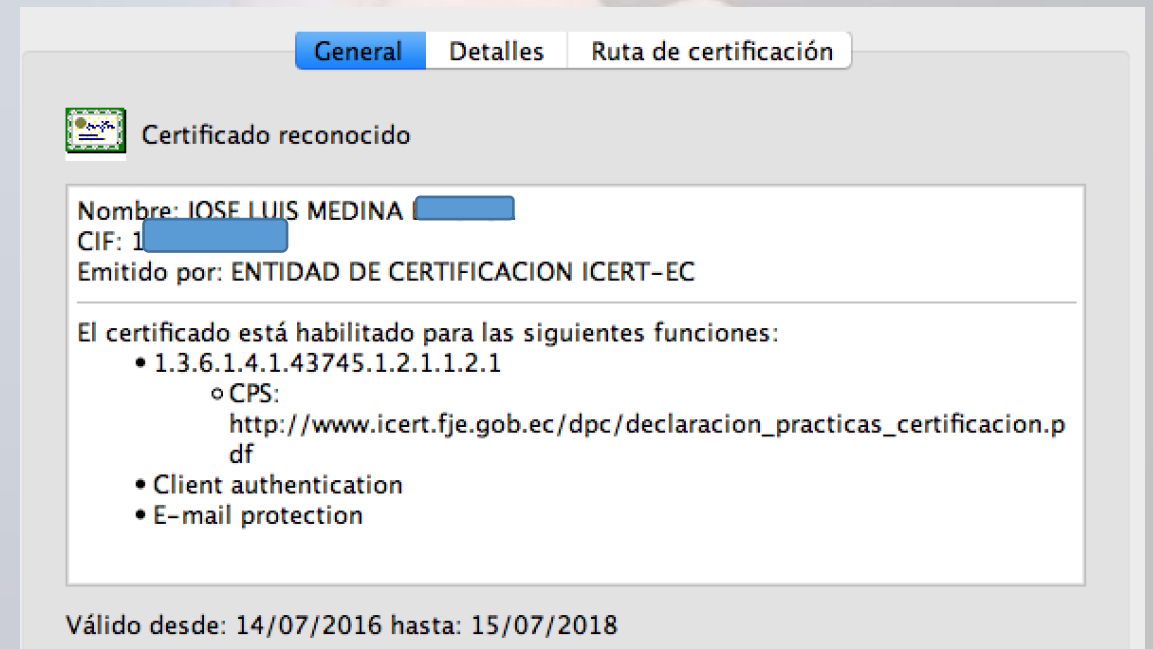 General Detalles Ruta de certificación
Certificado reconocido
Nombre: JOSE LUIS MEDINA
CIF: 1
Emitido por: ENTIDAD DE CERTIFICACION ICERT-EC
El certificado está habilitado para las siguientes funciones:
• 1.3.6.1.4.1.43745.1.2.1.1.2.1
○ CPS:
http://www.icert.fje.gob.ec/dpc/declaracion_practicas_certificacion.p
df
• Client authentication
• E-mail protection
Válido desde: 14/07/2016 hasta: 15/07/2018